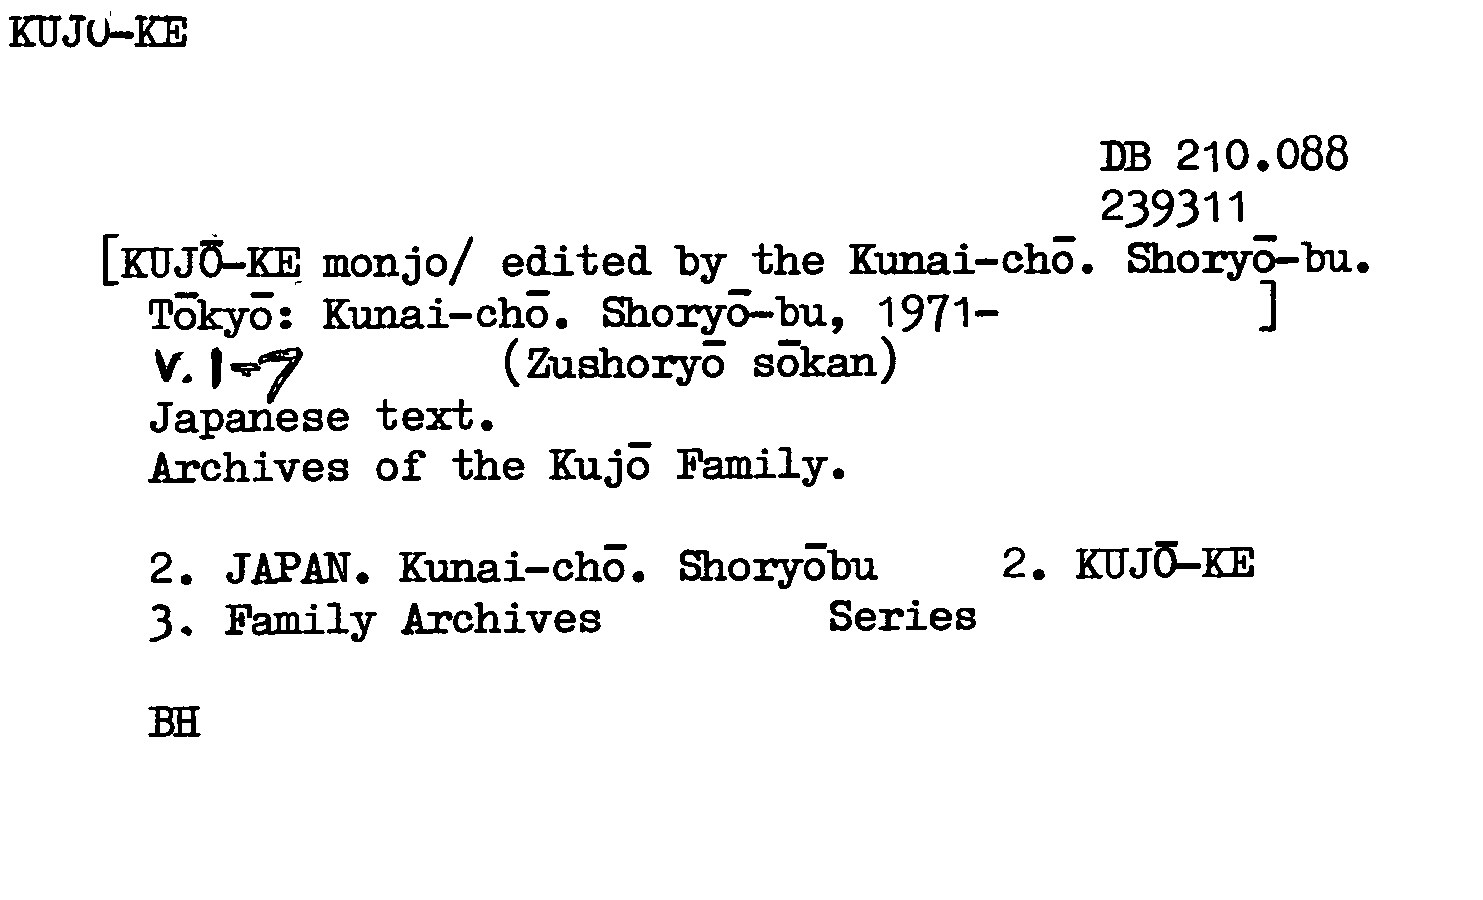 KUJO-KE
DB 210.088
239311
[KUJŌ-KE monjo/ edited by the Kunai-chō. Shoryō-bu.
Tōkyō: Kunai-chō. Shoryō-bu, 1971- ]
V. 1-7 (Zushoryō sōkan)
Japanese text.
Archives of the Kujō Family.
2. JAPAN. Kunai-chō. Shoryōbu 2. KUJŌ-KE
3. Family Archives Series
BH